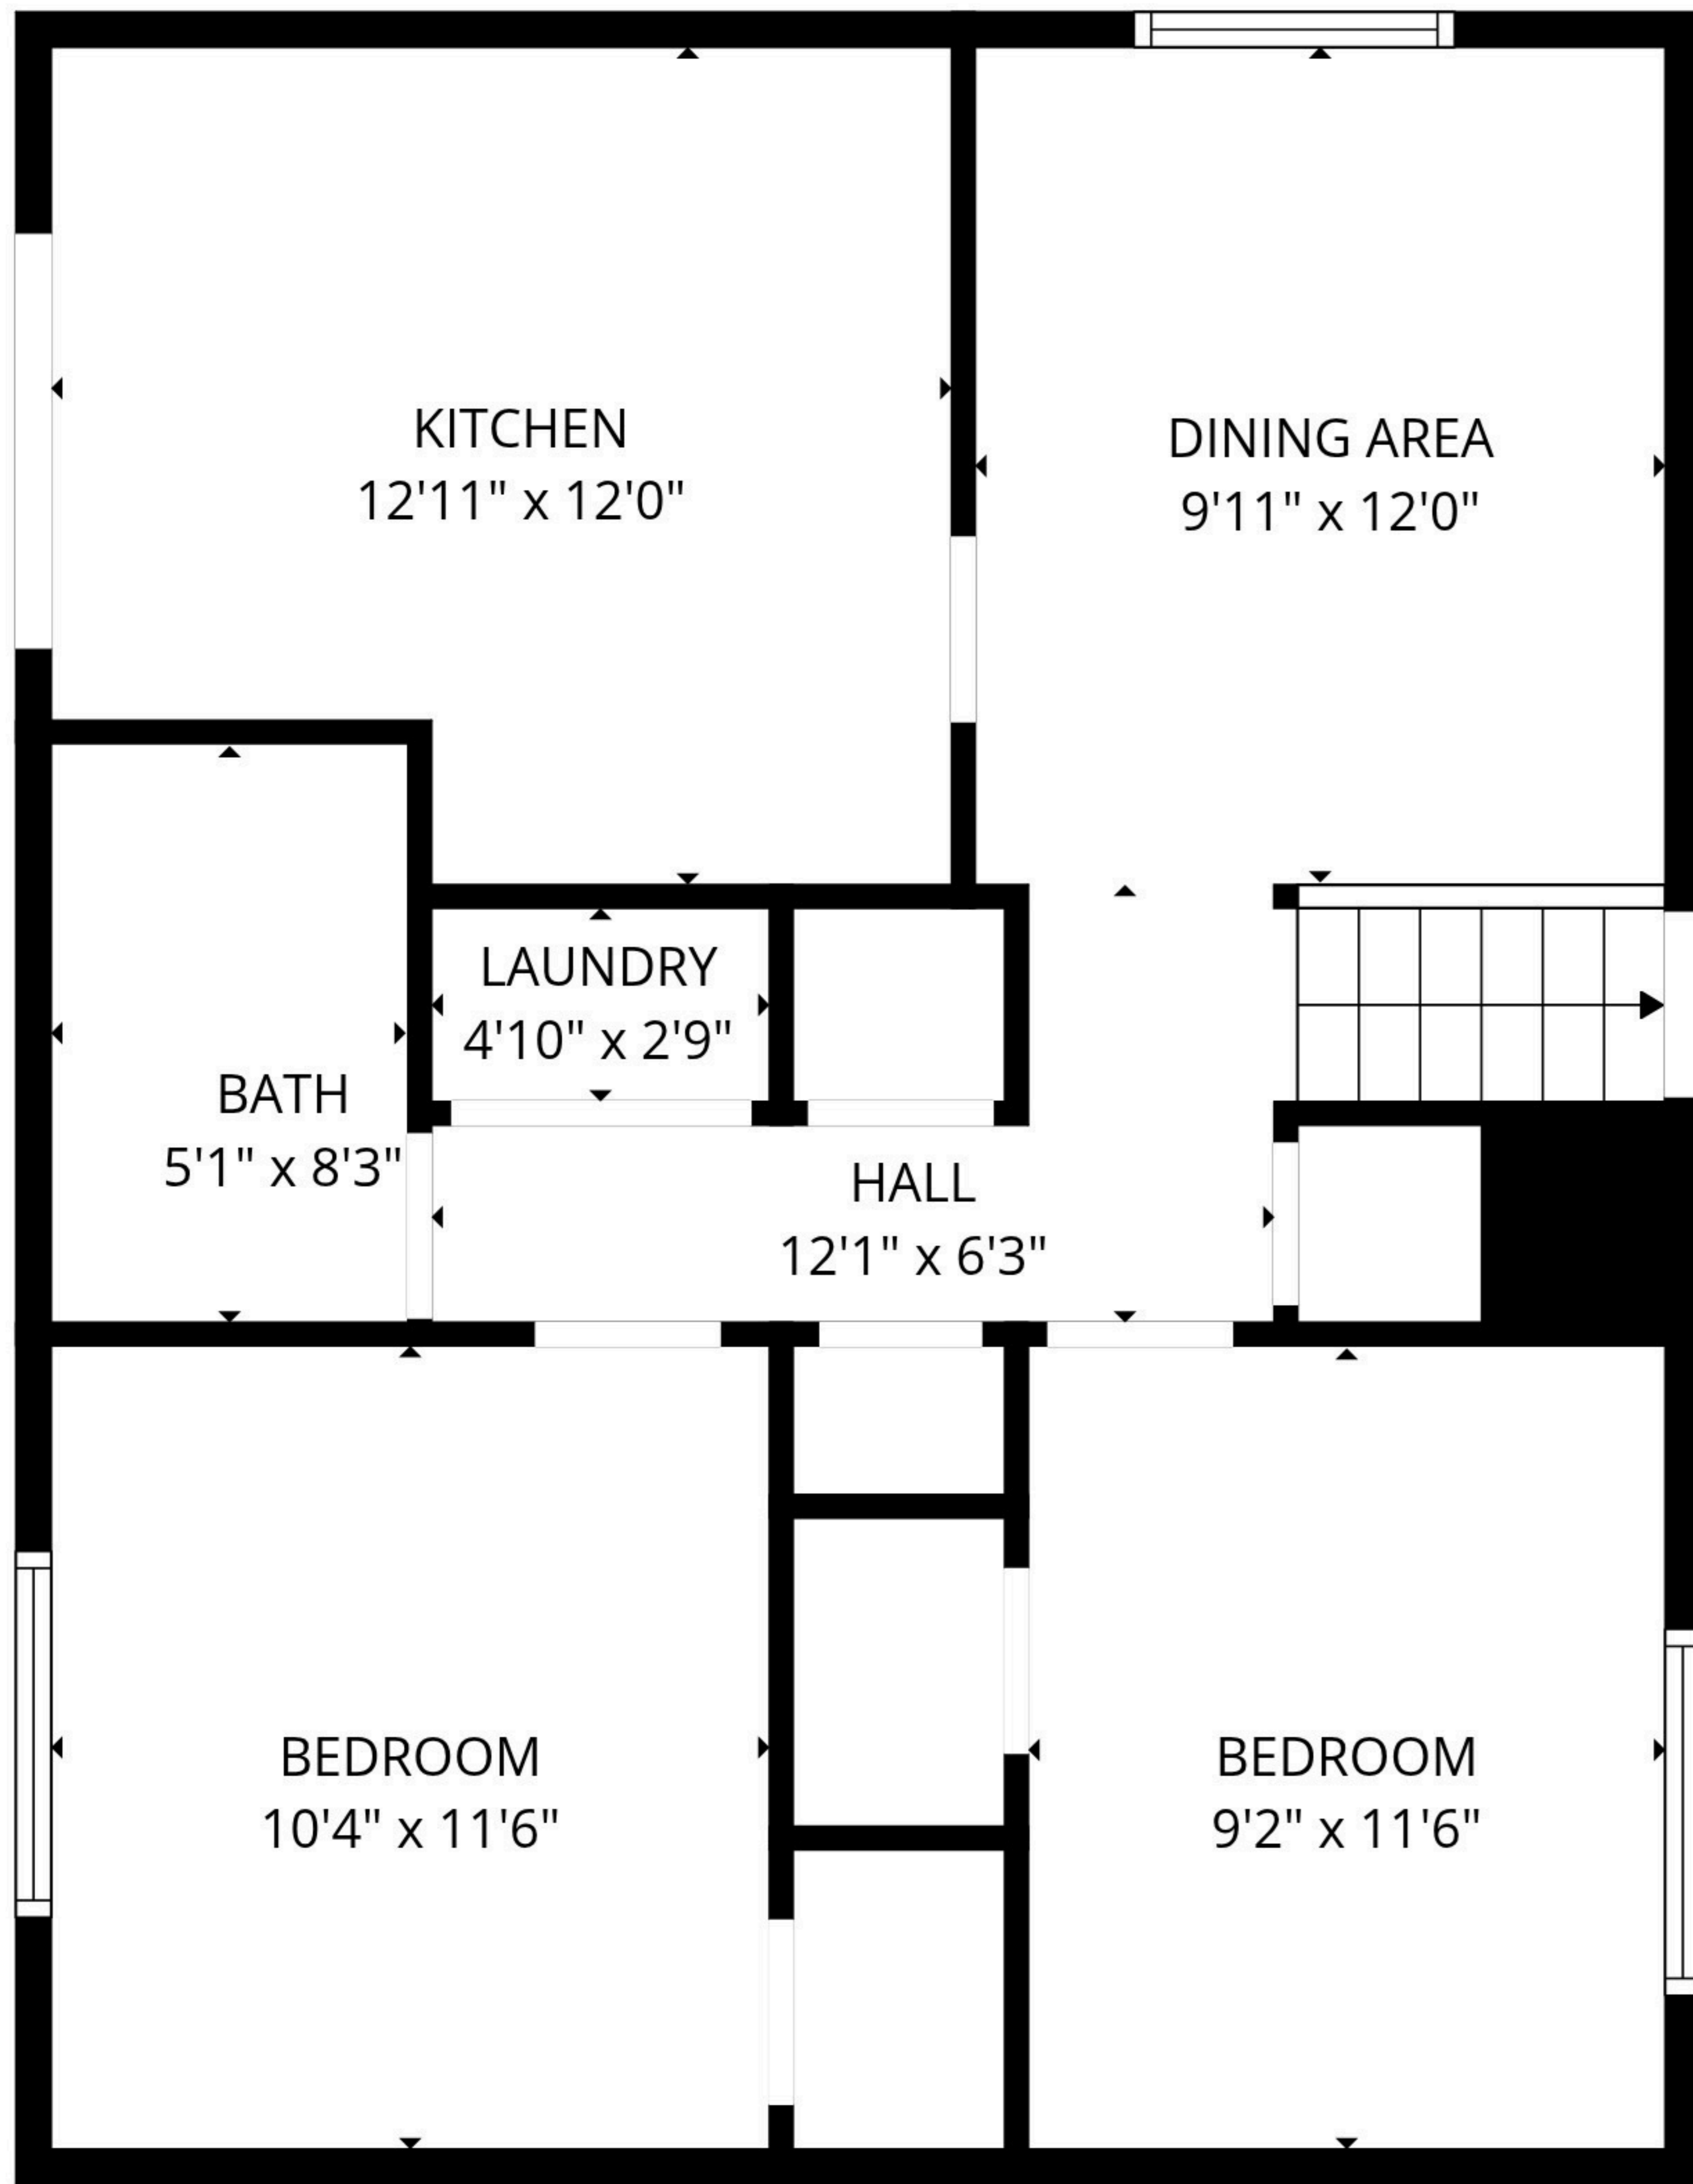 KITCHEN
12'11" x 12'0"
DINING AREA
9'11" x 12'0"
LAUNDRY
4'10" x 2'9"
BATH
5'1" x 8'3"
HALL
12'1" x 6'3"
BEDROOM
10'4" x 11'6"
BEDROOM
9'2" x 11'6"